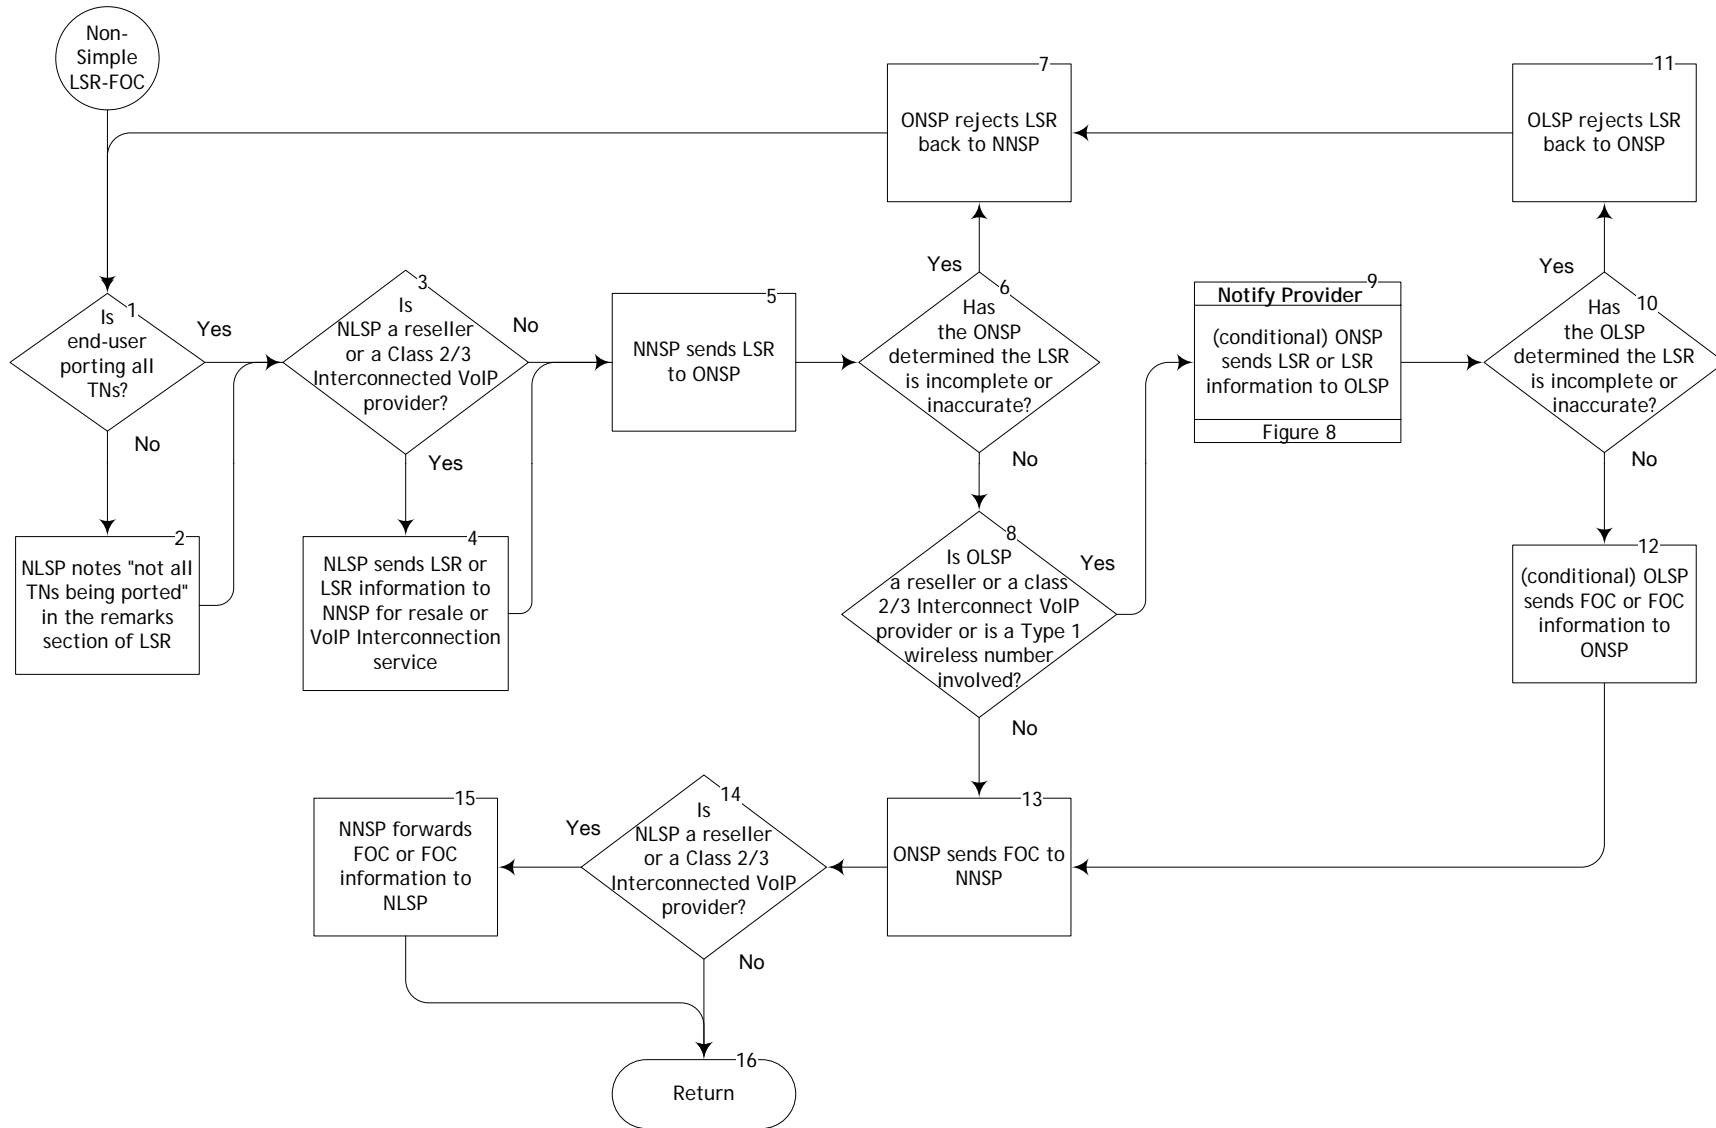 Non-
Simple
LSR-FOC
7
ONSP rejects LSR
back to NNSP
11
OLSP rejects LSR
back to ONSP
1
Is
end-user
porting all
TNs?
Yes
No
2
NLSP notes "not all
TNs being ported"
in the remarks
section of LSR
3
Is
NLSP a reseller
or a Class 2/3
Interconnected VoIP
provider?
No
Yes
4
NLSP sends LSR or
LSR information to
NNSP for resale or
VoIP Interconnection
service
5
NNSP sends LSR
to ONSP
Yes
6
Has
the ONSP
determined the LSR
is incomplete or
inaccurate?
No
8
Is OLSP
a reseller or a class
2/3 Interconnect VoIP
provider or is a Type 1
wireless number
involved?
Yes
No
9
Notify Provider
(conditional) ONSP
sends LSR or LSR
information to OLSP
Figure 8
Yes
10
Has
the OLSP
determined the LSR
is incomplete or
inaccurate?
No
12
(conditional) OLSP
sends FOC or FOC
information to
ONSP
13
ONSP sends FOC to
NNSP
14
Is
NLSP a reseller
or a Class 2/3
Interconnected VoIP
provider?
Yes
No
15
NNSP forwards
FOC or FOC
information to
NLSP
16
Return